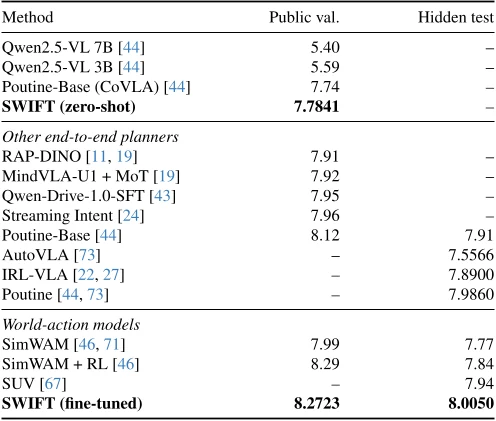 Method Public val. Hidden test
Qwen2.5-VL 7B [44] 5.40 –
Qwen2.5-VL 3B [44] 5.59 –
Poutine-Base (CoVLA) [44] 7.74 –
SWIFT (zero-shot) 7.7841 –
Other end-to-end planners
RAP-DINO [11, 19] 7.91 –
MindVLA-U1 + MoT [19] 7.92 –
Qwen-Drive-1.0-SFT [43] 7.95 –
Streaming Intent [24] 7.96 –
Poutine-Base [44] 8.12 7.91
AutoVLA [73] – 7.5566
IRL-VLA [22, 27] – 7.8900
Poutine [44, 73] – 7.9860
World-action models
SimWAM [46, 71] 7.99 7.77
SimWAM + RL [46] 8.29 7.84
SUV [67] – 7.94
SWIFT (fine-tuned) 8.2723 8.0050